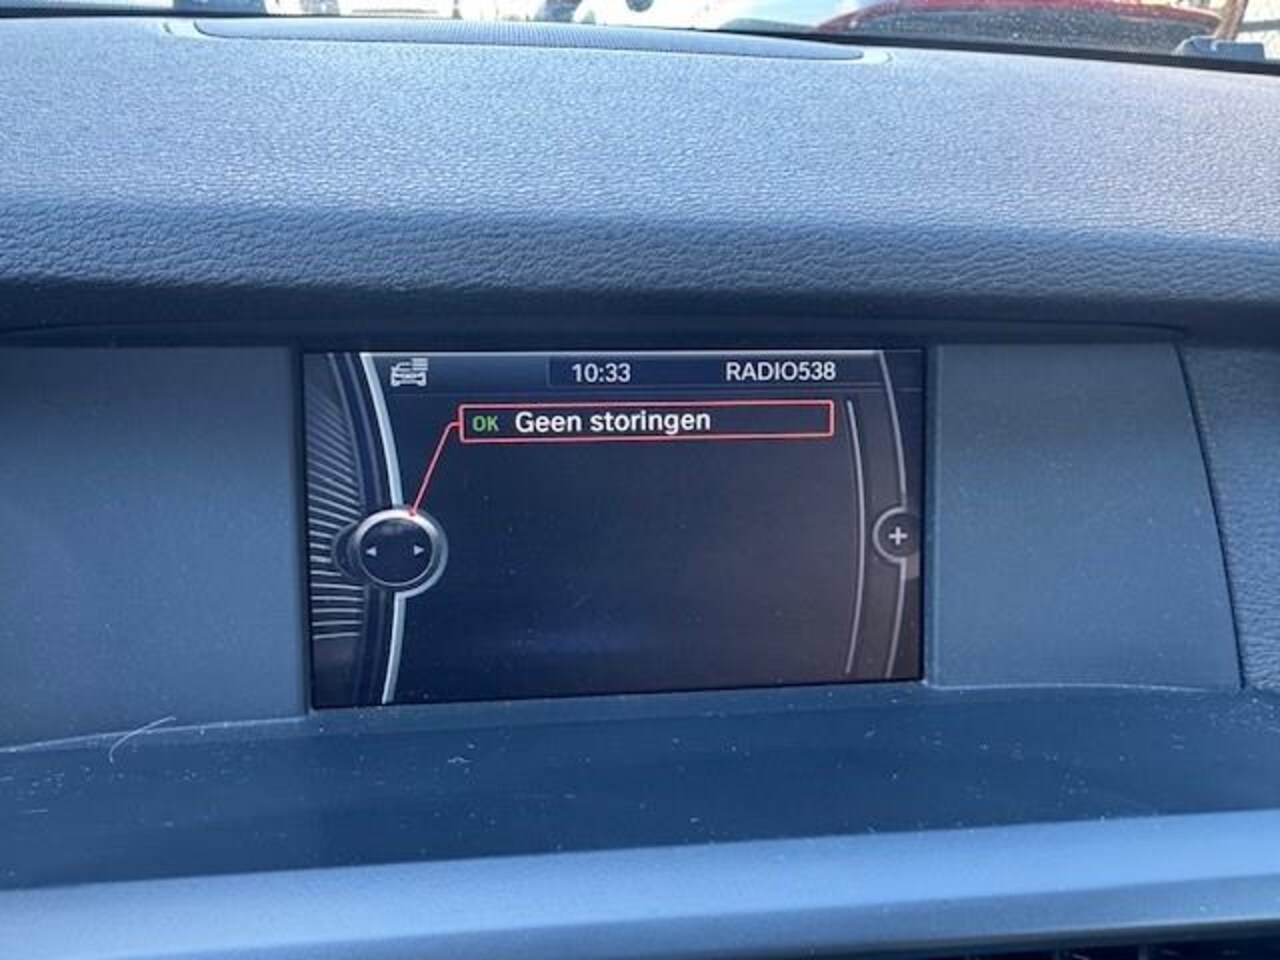 10:33 RADIO538
OK Geen storingen